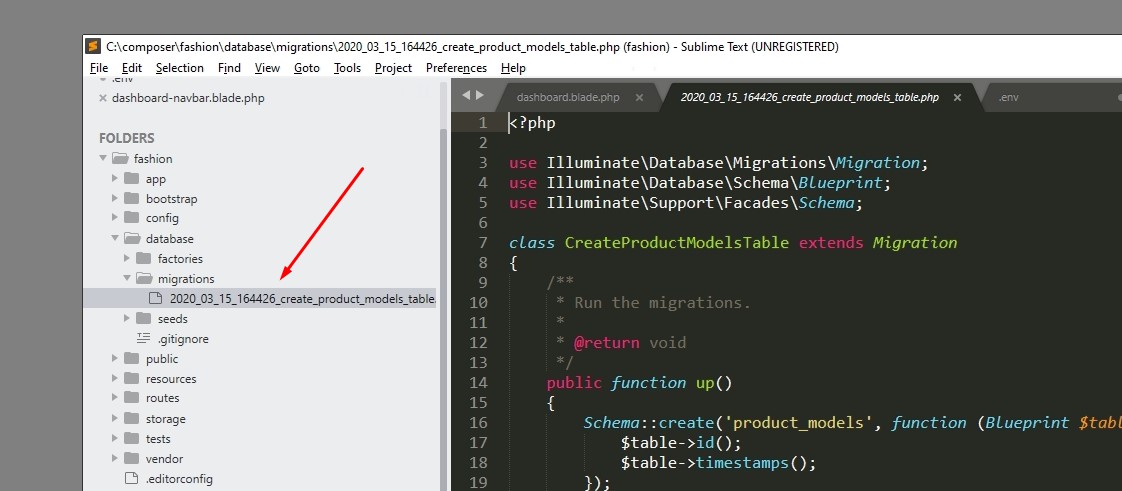 C:\composer\fashion\database\migrations\2020_03_15_164426_create_product_models_table.php (fashion) - Sublime Text (UNREGISTERED)
File Edit Selection Find View Goto Tools Project Preferences Help
.env
dashboard-navbar.blade.php
FOLDERS
fashion
app
bootstrap
config
database
factories
migrations
2020_03_15_164426_create_product_models_table.
seeds
.gitignore
public
resources
routes
storage
tests
vendor
.editorconfig
dashboard.blade.php 2020_03_15_164426_create_product_models_table.php .env
1 <?php
2
3 use Illuminate\Database\Migrations\Migration;
4 use Illuminate\Database\Schema\Blueprint;
5 use Illuminate\Support\Facades\Schema;
6
7 class CreateProductModelsTable extends Migration
8 {
9 /**
10 * Run the migrations.
11 *
12 * @return void
13 */
14 public function up()
15 {
16 Schema::create('product_models', function (Blueprint $tabl
17 $table->id();
18 $table->timestamps();
19 });